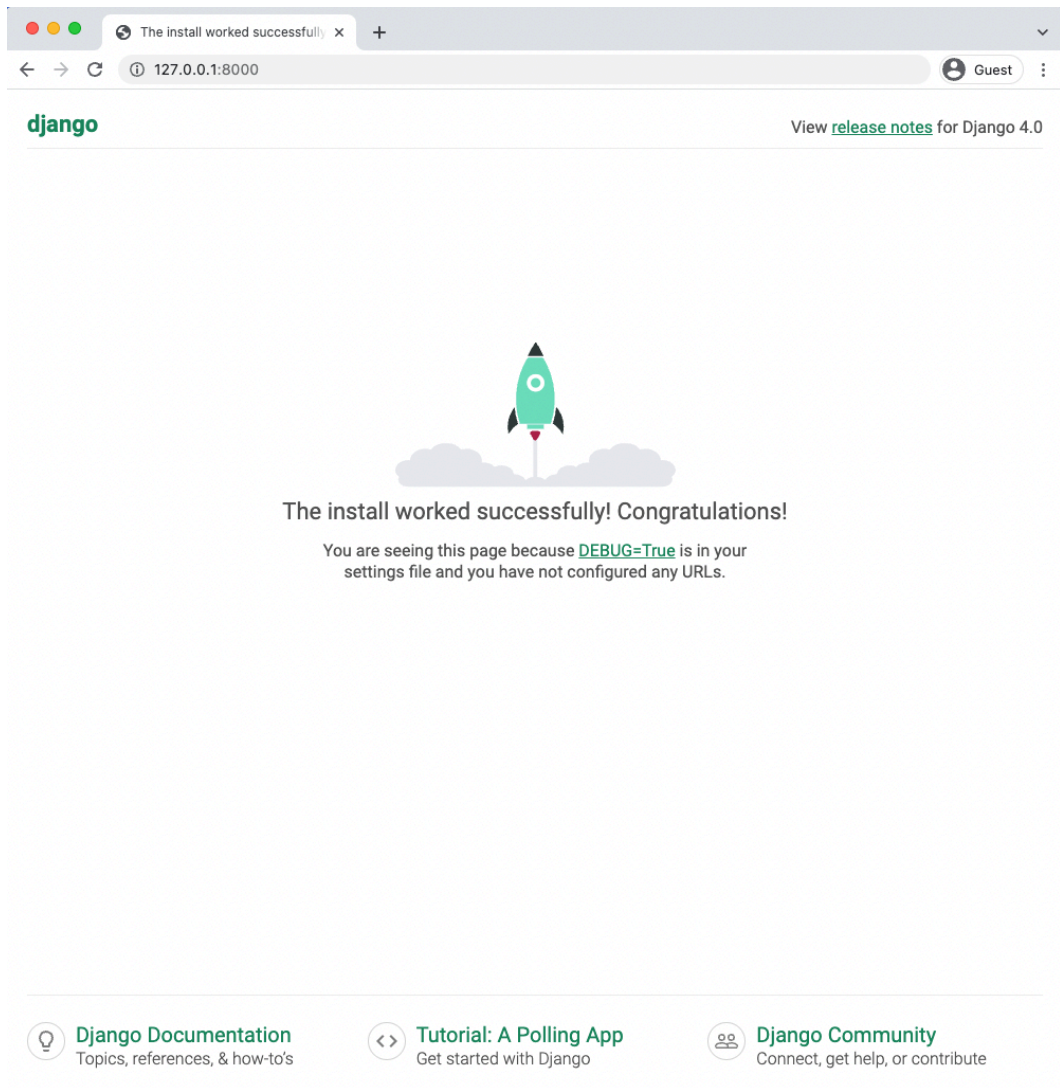 The install worked successfully
127.0.0.1:8000
Guest
django
View release notes for Django 4.0
The install worked successfully! Congratulations!
You are seeing this page because DEBUG=True is in your
settings file and you have not configured any URLs.
Django Documentation
Topics, references, & how-to's
Tutorial: A Polling App
Get started with Django
Django Community
Connect, get help, or contribute